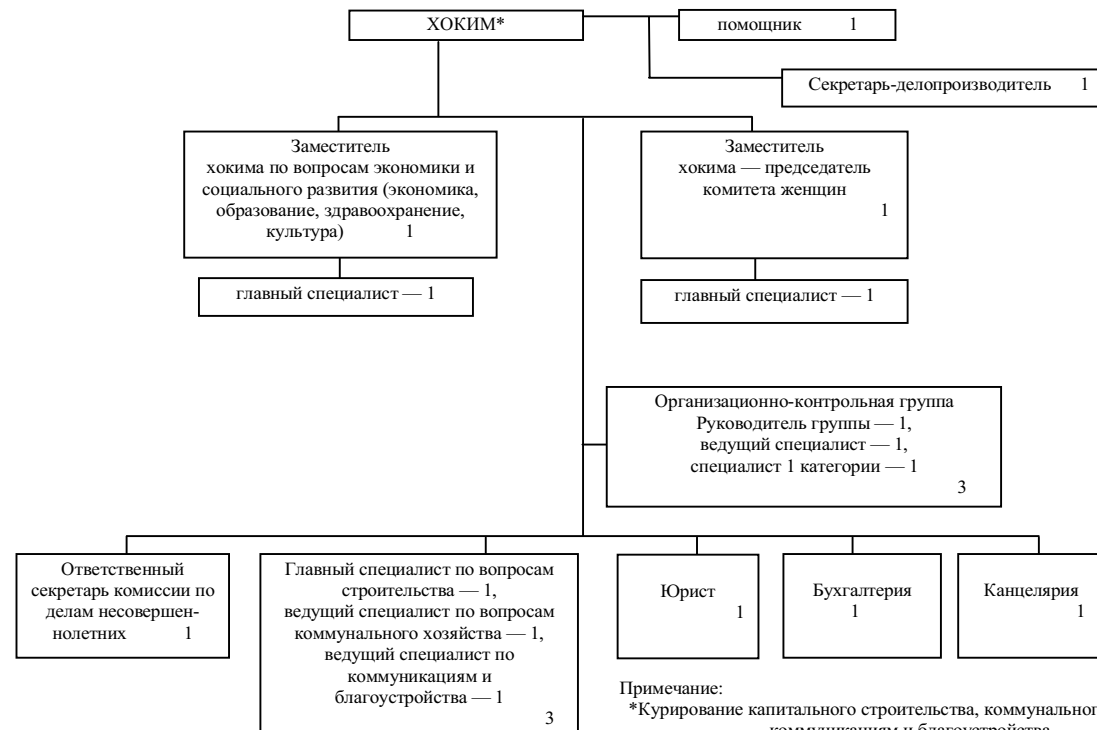 ХОКИМ*
помощник 1
Секретарь-делопроизводитель 1
Заместитель
хокима по вопросам экономики и
социального развития (экономика,
образование, здравоохранение,
культура) 1
Заместитель
хокима — председатель
комитета женщин
1
главный специалист — 1
главный специалист — 1
Организационно-контрольная группа
Руководитель группы — 1,
ведущий специалист — 1,
специалист 1 категории — 1
3
Ответственный
секретарь комиссии по
делам несовершен-
нолетних 1
Главный специалист по вопросам
строительства — 1,
ведущий специалист по вопросам
коммунального хозяйства — 1,
ведущий специалист по
коммуникациям и
благоустройства — 1
3
Юрист
1
Бухгалтерия
1
Канцелярия
1
Примечание:
*Курирование капитального строительства,
коммуникациям и благоустройства